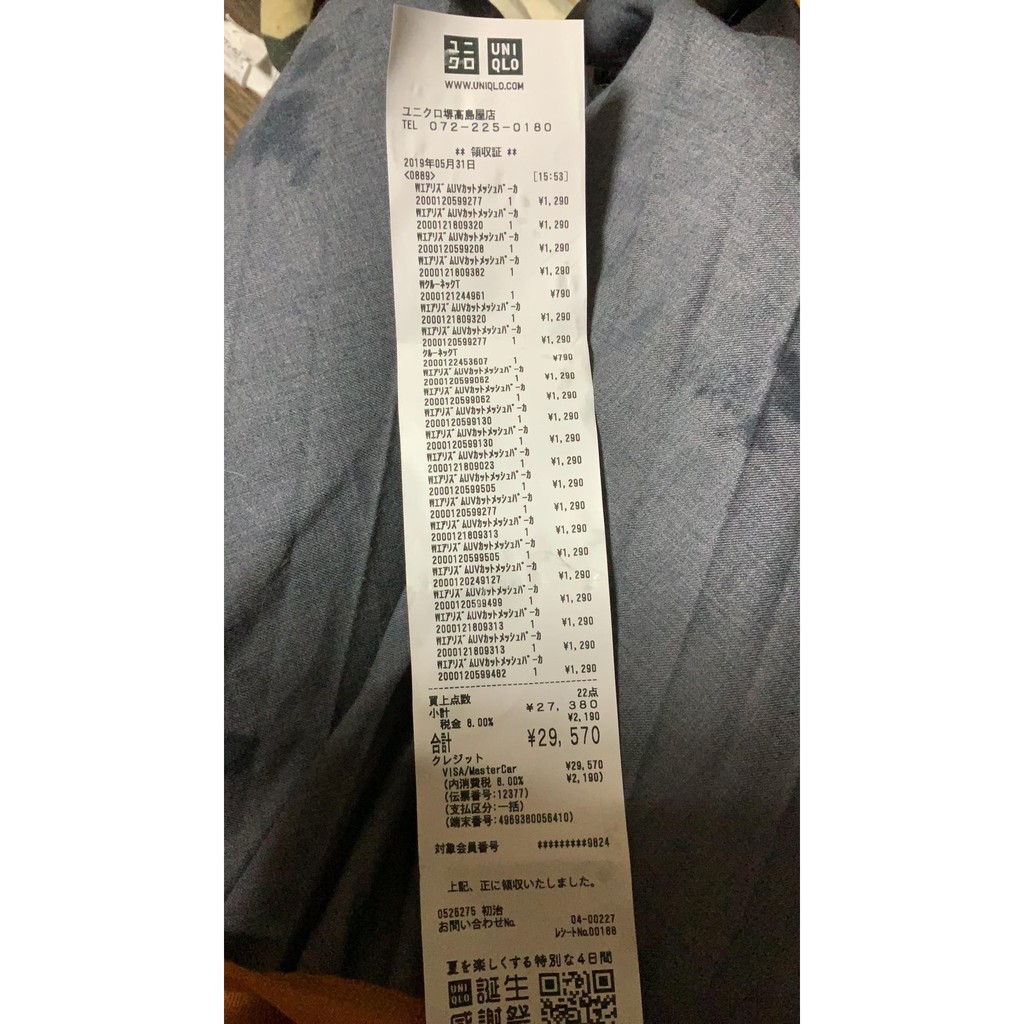 ユニクロ UNIQLO
WWW.UNIQLO.COM
ユニクロ堺高島屋店
TEL 072-225-0180
** 領収証 **
2019年05月31日
<0889> [15:53]
WエアリズムUVカットメッシュパーカ
2000120599277 1 ¥1,290
WエアリズムUVカットメッシュパーカ
2000121809320 1 ¥1,290
WエアリズムUVカットメッシュパーカ
2000120599208 1 ¥1,290
WエアリズムUVカットメッシュパーカ
2000121809382 1 ¥1,290
WクルーネックT
2000121244961 1 ¥790
WエアリズムUVカットメッシュパーカ
2000121809320 1 ¥1,290
WエアリズムUVカットメッシュパーカ
2000120599277 1 ¥1,290
クルーネックT
2000122453607 1 ¥790
WエアリズムUVカットメッシュパーカ
2000120599062 1 ¥1,290
WエアリズムUVカットメッシュパーカ
2000120599062 1 ¥1,290
WエアリズムUVカットメッシュパーカ
2000120599130 1 ¥1,290
WエアリズムUVカットメッシュパーカ
2000120599130 1 ¥1,290
WエアリズムUVカットメッシュパーカ
2000121809023 1 ¥1,290
WエアリズムUVカットメッシュパーカ
2000120599505 1 ¥1,290
WエアリズムUVカットメッシュパーカ
2000120599277 1 ¥1,290
WエアリズムUVカットメッシュパーカ
2000121809313 1 ¥1,290
WエアリズムUVカットメッシュパーカ
2000120599505 1 ¥1,290
WエアリズムUVカットメッシュパーカ
2000120249127 1 ¥1,290
WエアリズムUVカットメッシュパーカ
2000120599499 1 ¥1,290
WエアリズムUVカットメッシュパーカ
2000121809313 1 ¥1,290
WエアリズムUVカットメッシュパーカ
2000121809313 1 ¥1,290
WエアリズムUVカットメッシュパーカ
2000120599482 1 ¥1,290
買上点数 22点
小計 ¥27,380
税金 8.00% ¥2,190
合計 ¥29,570
クレジット
VISA/MasterCar ¥29,570
(内消費税 8.00% ¥2,190)
(伝票番号:12377)
(支払区分:一括)
(端末番号:4969380056410)
対象会員番号 *********9824
上記、正に領収いたしました。
0526275 初治
お問い合わせNo. 04-00227
レシートNo.00188
夏を楽しくする特別な4日間
UNIQLO 誕生
感謝祭